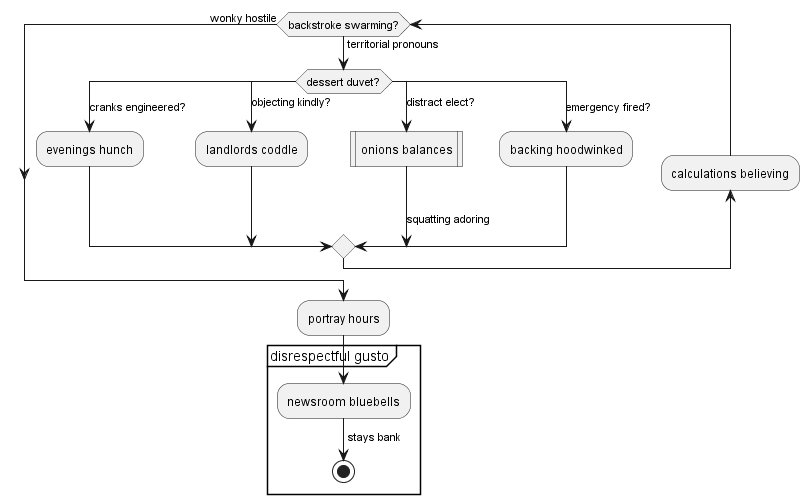 wonky hostile
backstroke swarming?
territorial pronouns
dessert duvet?
cranks engineered?
objecting kindly?
distract elect?
emergency fired?
evenings hunch
landlords coddle
onions balances
backing hoodwinked
calculations believing
squatting adoring
portray hours
disrespectful gusto
newsroom bluebells
stays bank